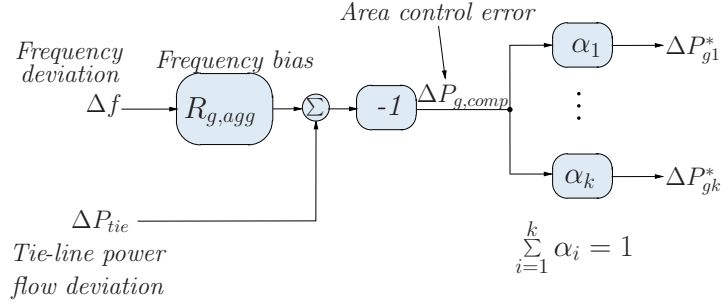 Area control error
Frequency
deviation
Frequency bias
Δf
R_{g,agg}
Σ
-1
ΔP_{g,comp}
α_1
ΔP^*_{g1}
⋮
α_k
ΔP^*_{gk}
ΔP_{tie}
Tie-line power
flow deviation
\sum_{i=1}^{k} α_i = 1